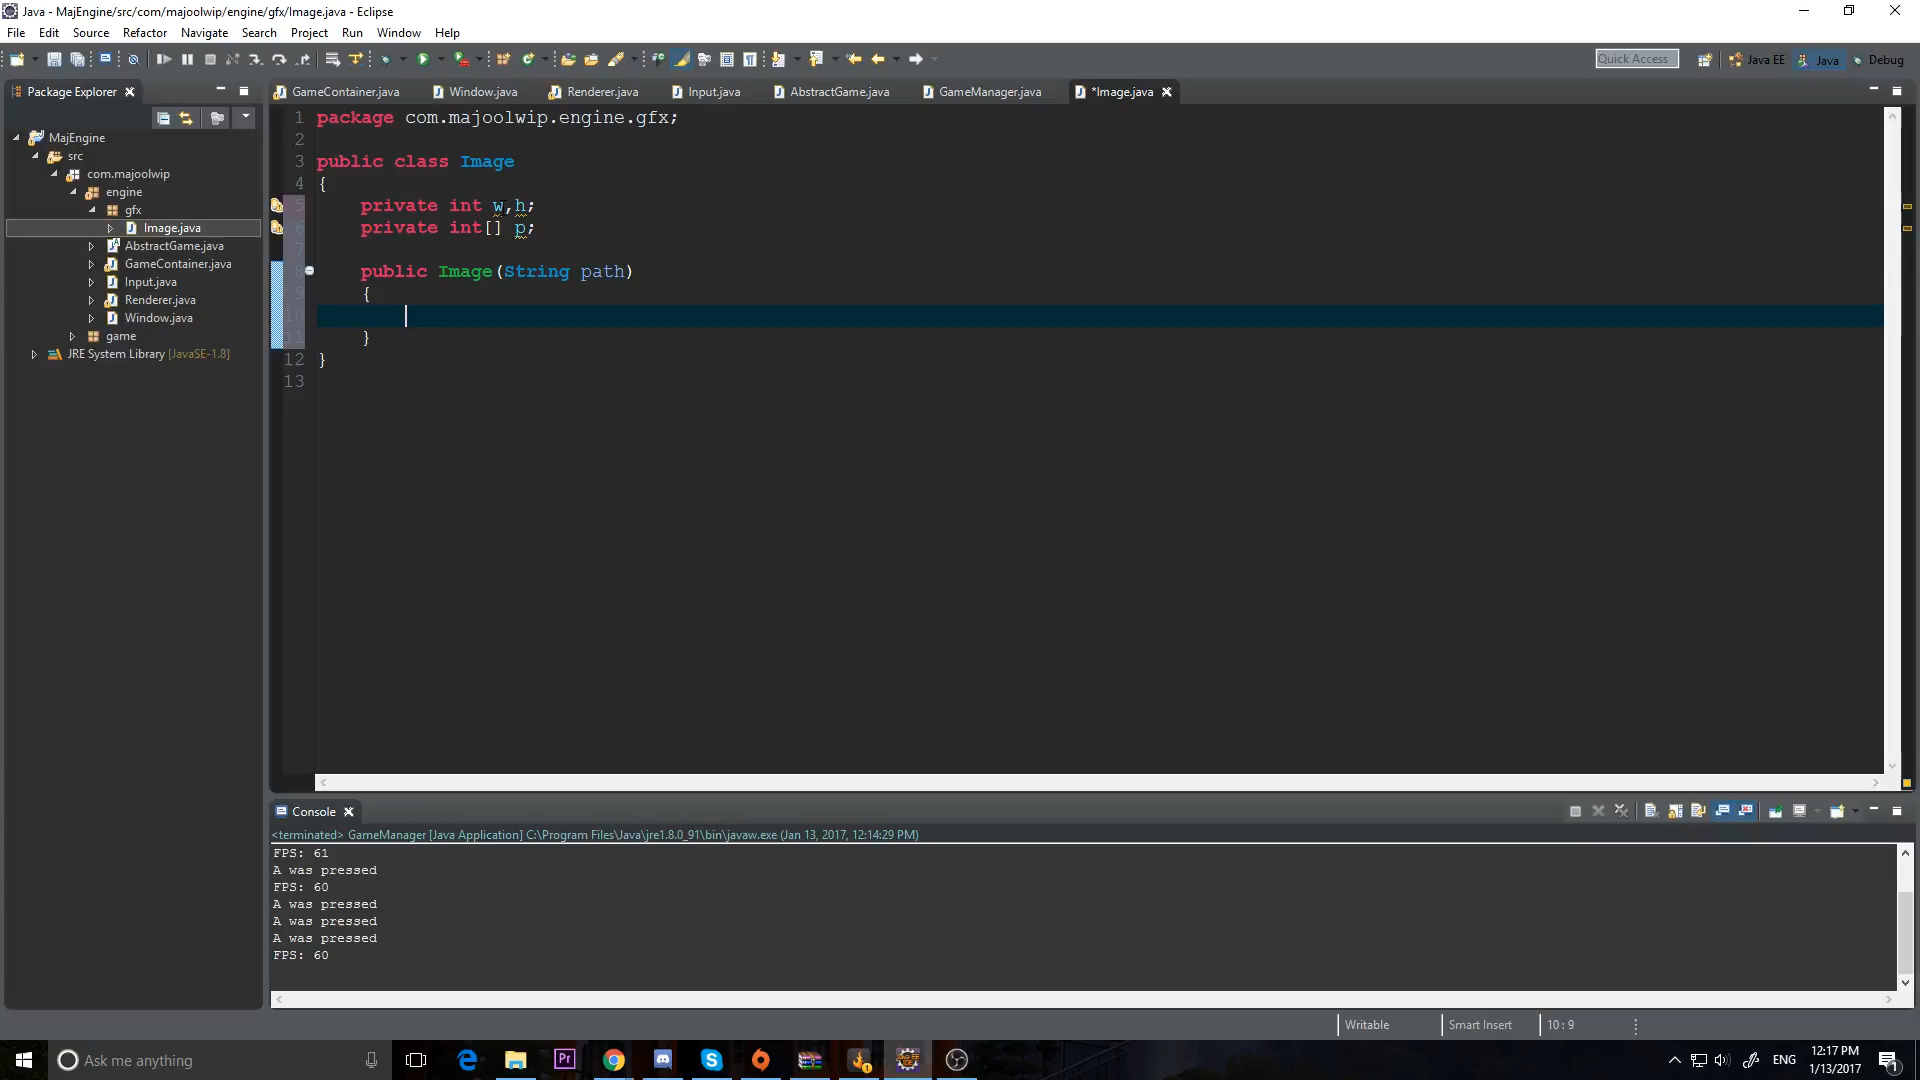 Java - MajEngine/src/com/majoolwip/engine/gfx/Image.java - Eclipse
File Edit Source Refactor Navigate Search Project Run Window Help
Quick Access Java EE Java Debug
Package Explorer
GameContainer.java Window.java Renderer.java Input.java AbstractGame.java GameManager.java *Image.java
MajEngine
src
com.majoolwip
engine
gfx
Image.java
AbstractGame.java
GameContainer.java
Input.java
Renderer.java
Window.java
game
JRE System Library [JavaSE-1.8]
1 package com.majoolwip.engine.gfx;
2
3 public class Image
4 {
5 private int w,h;
6 private int[] p;
7
8 public Image(String path)
9 {
10
11 }
12 }
13
Console
<terminated> GameManager [Java Application] C:\Program Files\Java\jre1.8.0_91\bin\javaw.exe (Jan 13, 2017, 12:14:29 PM)
FPS: 61
A was pressed
FPS: 60
A was pressed
A was pressed
A was pressed
FPS: 60
Writable Smart Insert 10 : 9
Ask me anything
ENG
12:17 PM
1/13/2017